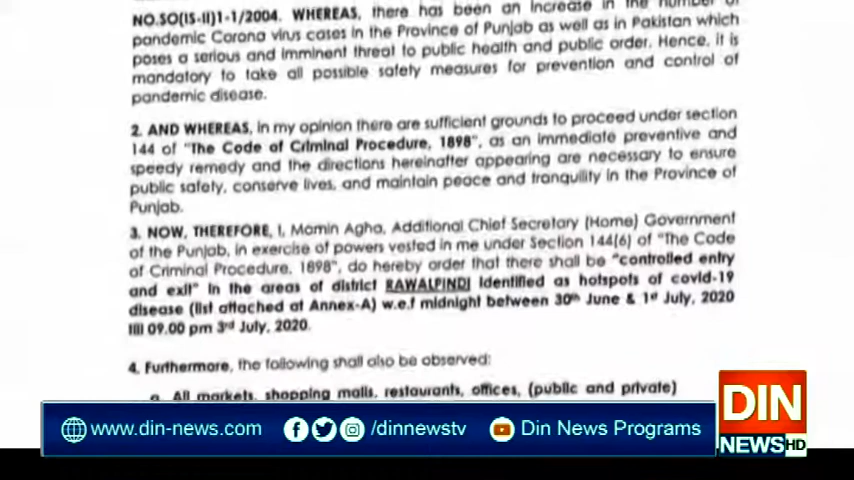 NO.SO(IS-II)1-1/2004. WHEREAS, there has been an increase in the number of
pandemic Corona virus cases in the Province of Punjab as well as in Pakistan which
poses a serious and imminent threat to public health and public order. Hence, it is
mandatory to take all possible safety measures for prevention and control of
pandemic disease.
2. AND WHEREAS, in my opinion there are sufficient grounds to proceed under section
144 of "The Code of Criminal Procedure, 1898", as an immediate preventive and
speedy remedy and the directions hereinafter appearing are necessary to ensure
public safety, conserve lives, and maintain peace and tranquility in the Province of
Punjab.
3. NOW, THEREFORE, I, Momin Agha, Additional Chief Secretary (Home) Government
of the Punjab, in exercise of powers vested in me under Section 144(6) of "The Code
of Criminal Procedure, 1898", do hereby order that there shall be "controlled entry
and exit" in the areas of district RAWALPINDI identified as hotspots of covid-19
disease (list attached at Annex-A) w.e.f midnight between 30th June & 1st July, 2020
till 09.00 pm 3rd July, 2020.
4. Furthermore, the following shall also be observed:
a. All markets, shopping malls, restaurants, offices, (public and private)
www.din-news.com /dinnewstv Din News Programs
DIN
NEWS HD